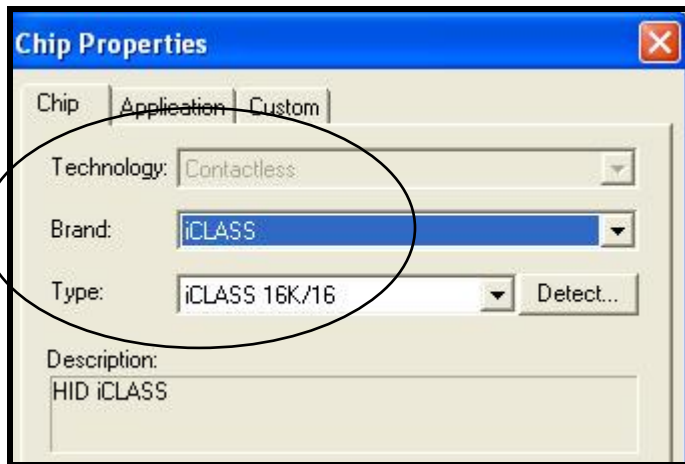 Chip Properties
Chip Application Custom
Technology: Contactless
Brand: iCLASS
Type: iCLASS 16K/16 Detect...
Description:
HID iCLASS